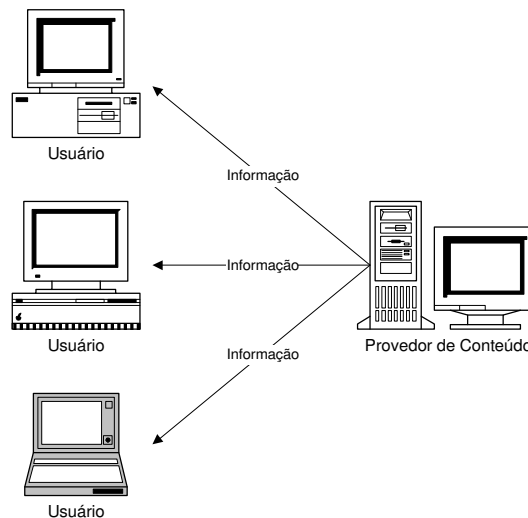 Usuário
Informação
Informação
Usuário
Provedor de Conteúdo
Informação
Usuário